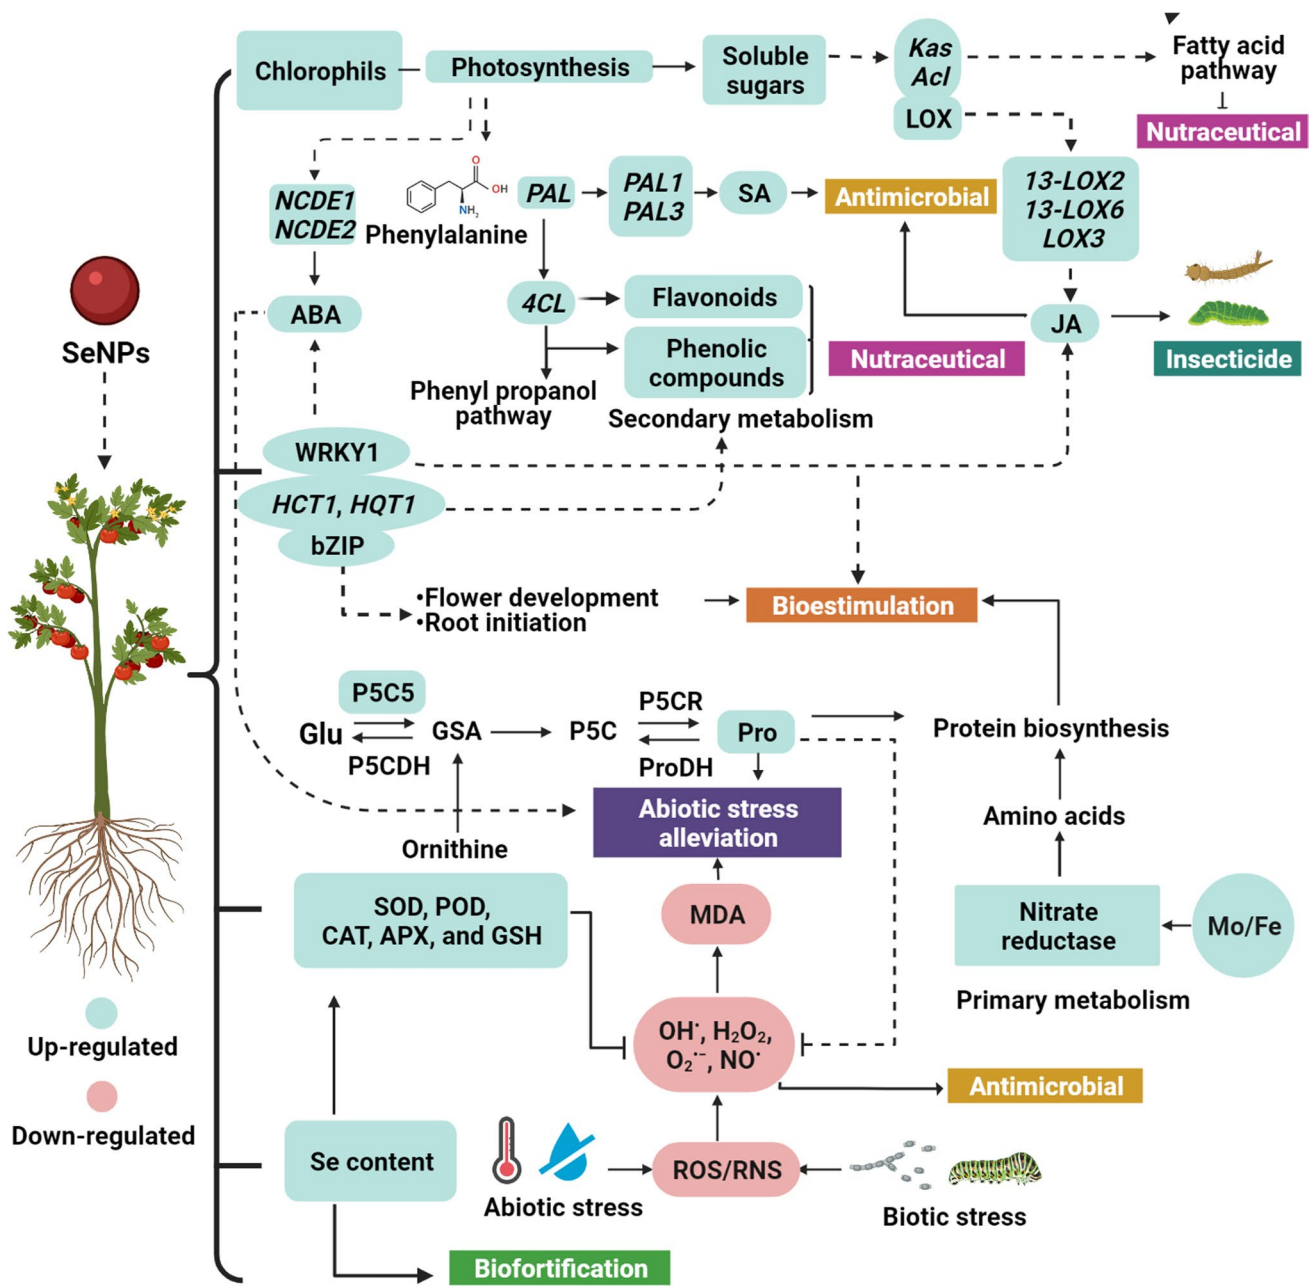 Chlorophils
Photosynthesis
Soluble
sugars
Kas
Acl
LOX
Fatty acid
pathway
Nutraceutical
NCDE1
NCDE2
O
OH
NH2
Phenylalanine
PAL
PAL1
PAL3
SA
Antimicrobial
13-LOX2
13-LOX6
LOX3
ABA
4CL
Flavonoids
Phenolic
compounds
Nutraceutical
JA
Insecticide
Phenyl propanol
pathway
Secondary metabolism
SeNPs
WRKY1
HCT1, HQT1
bZIP
•Flower development
•Root initiation
Bioestimulation
P5C5
Glu
P5CDH
GSA
P5C
P5CR
ProDH
Pro
Protein biosynthesis
Abiotic stress
alleviation
Amino acids
Ornithine
SOD, POD,
CAT, APX, and GSH
MDA
Nitrate
reductase
Mo/Fe
Primary metabolism
OH•, H₂O₂,
O₂•−, NO•
Antimicrobial
Up-regulated
Down-regulated
Se content
Abiotic stress
ROS/RNS
Biotic stress
Biofortification